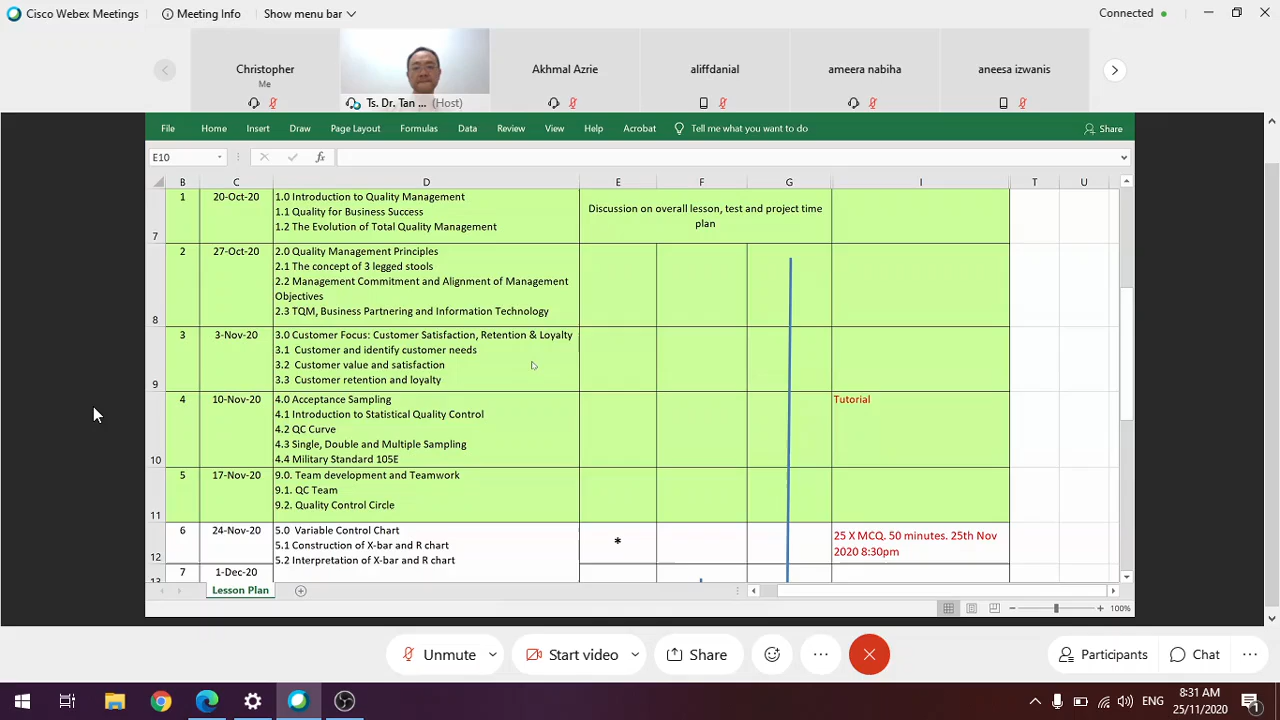 Cisco Webex Meetings
Meeting Info
Show menu bar
Connected
Christopher
Me
Ts. Dr. Tan ... (Host)
Akhmal Azrie
aliffdanial
ameera nabiha
aneesa izwanis
File Home Insert Draw Page Layout Formulas Data Review View Help Acrobat Tell me what you want to do Share
E10
fx
B C D E F G I T U
7
1
20-Oct-20
1.0 Introduction to Quality Management
1.1 Quality for Business Success
1.2 The Evolution of Total Quality Management
Discussion on overall lesson, test and project time
plan
8
2
27-Oct-20
2.0 Quality Management Principles
2.1 The concept of 3 legged stools
2.2 Management Commitment and Alignment of Management
Objectives
2.3 TQM, Business Partnering and Information Technology
9
3
3-Nov-20
3.0 Customer Focus: Customer Satisfaction, Retention & Loyalty
3.1 Customer and identify customer needs
3.2 Customer value and satisfaction
3.3 Customer retention and loyalty
10
4
10-Nov-20
4.0 Acceptance Sampling
4.1 Introduction to Statistical Quality Control
4.2 QC Curve
4.3 Single, Double and Multiple Sampling
4.4 Military Standard 105E
Tutorial
11
5
17-Nov-20
9.0. Team development and Teamwork
9.1. QC Team
9.2. Quality Control Circle
12
6
24-Nov-20
5.0 Variable Control Chart
5.1 Construction of X-bar and R chart
5.2 Interpretation of X-bar and R chart
*
25 X MCQ. 50 minutes. 25th Nov
2020 8:30pm
13
7
1-Dec-20
Lesson Plan
100%
Unmute
Start video
Share
Participants
Chat
ENG
8:31 AM
25/11/2020
1